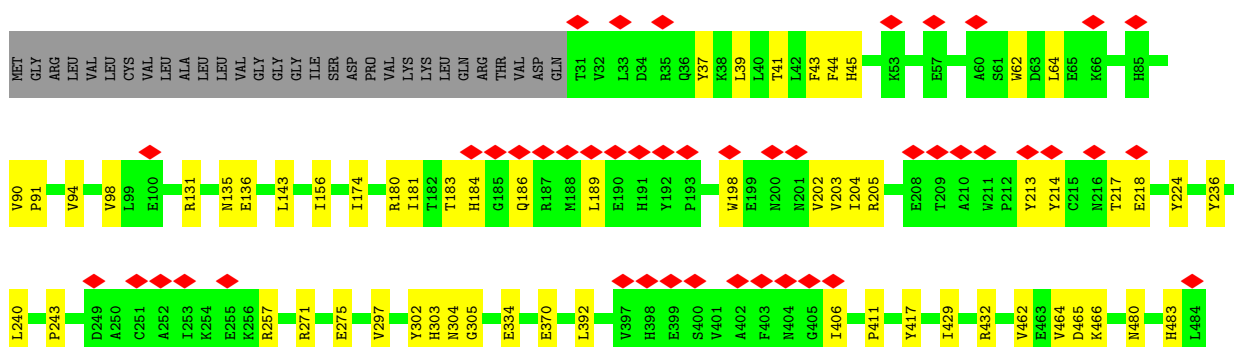 MET GLY ARG LEU VAL LEU CYS VAL LEU ALA LEU LEU VAL GLY GLY GLY ILE SER ASP PRO VAL LYS LYS LEU GLN ARG THR VAL ASP GLN T31 V32 L33 D34 R35 Q36 Y37 K38 L39 L40 T41 L42 F43 F44 H45 K53 E57 A60 S61 W62 D63 L64 E65 K66 H85
V90 P91 V94 V98 L99 E100 R131 N135 E136 L143 I156 I174 R180 I181 T182 T183 H184 G185 Q186 R187 M188 L189 E190 H191 Y192 P193 W198 E199 N200 N201 V202 V203 I204 R205 E208 T209 A210 W211 P212 Y213 Y214 C215 N216 T217 E218 Y224 Y236
L240 P243 D249 A250 C251 A252 I253 K254 E255 K256 R257 R271 E275 V297 Y302 H303 N304 G305 E334 E370 L392 V397 H398 E399 S400 V401 A402 F403 N404 G405 I406 P411 Y417 I429 R432 V462 E463 V464 D465 K466 N480 H483 L484